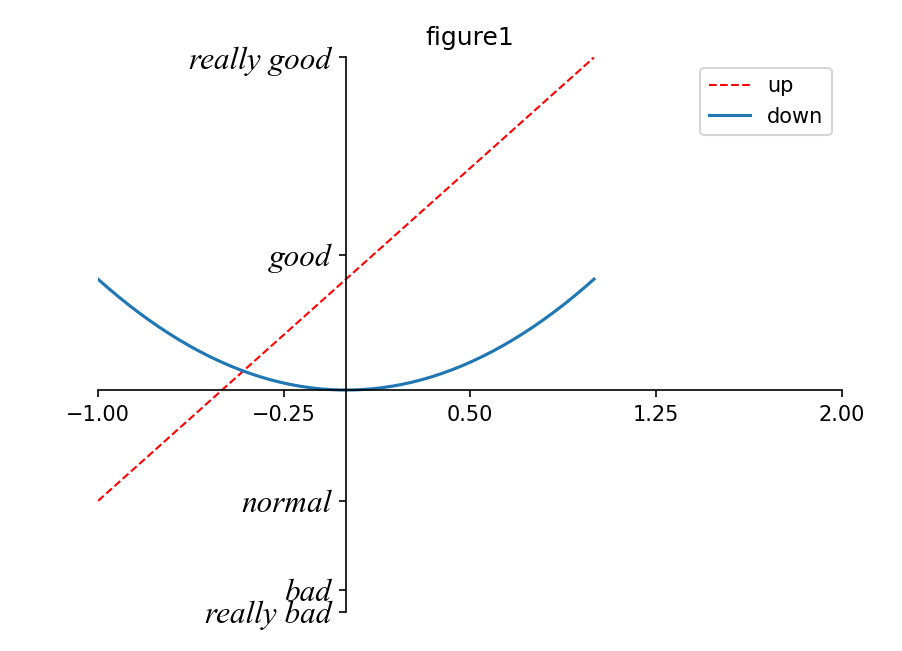 figure1
really good
up
down
good
−1.00
−0.25
0.50
1.25
2.00
normal
bad
really bad